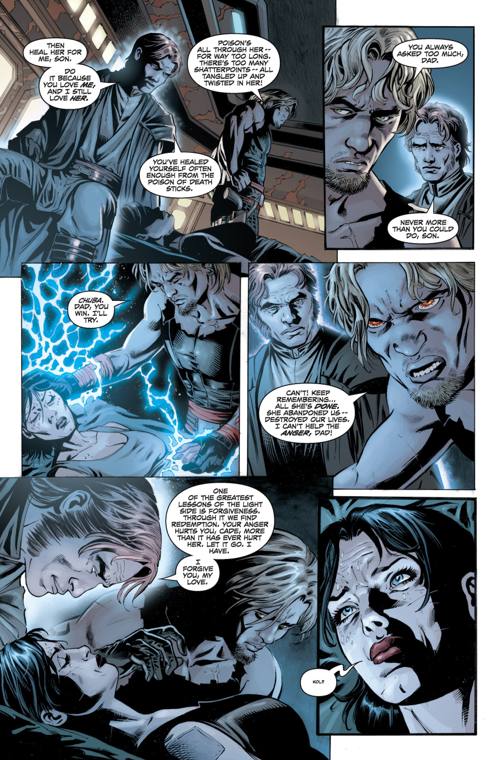 THEN
HEAL HER FOR
ME, SON.
DO
IT BECAUSE
YOU LOVE ME,
AND I STILL
LOVE HER.
POISON'S
ALL THROUGH HER --
FOR WAY TOO LONG.
THERE'S TOO MANY
SHATTERPOINTS -- ALL
TANGLED UP AND
TWISTED IN HER!
YOU'VE HEALED
YOURSELF OFTEN
ENOUGH FROM THE
POISON OF DEATH
STICKS.
YOU ALWAYS
ASKED TOO MUCH,
DAD.
NEVER MORE
THAN YOU COULD
DO, SON.
CHUBA.
DAD, YOU
WIN. I'LL
TRY.
CAN'T! KEEP
REMEMBERNG...
ALL SHE'S DONE.
SHE ABANDONED US --
DESTROYED OUR LIVES.
I CAN'T HELP THE
ANGER, DAD!
ONE
OF THE GREATEST
LESSONS OF THE LIGHT
SIDE IS FORGIVENESS.
THROUGH IT WE FIND
REDEMPTION. YOUR ANGER
HURTS YOU, CADE, MORE
THAN IT HAS EVER HURT
HER. LET IT GO. I
HAVE.
I
FORGIVE
YOU, MY
LOVE.
KOL?